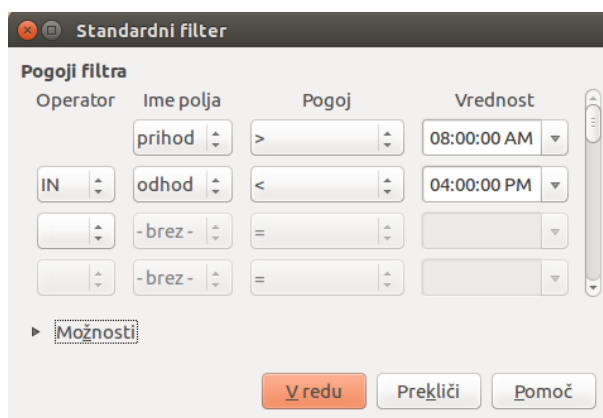 Standardni filter
Pogoji filtra
Operator Ime polja Pogoj Vrednost
prihod > 08:00:00 AM
IN odhod < 04:00:00 PM
- brez - =
- brez - =
Možnosti
V redu Prekliči Pomoč